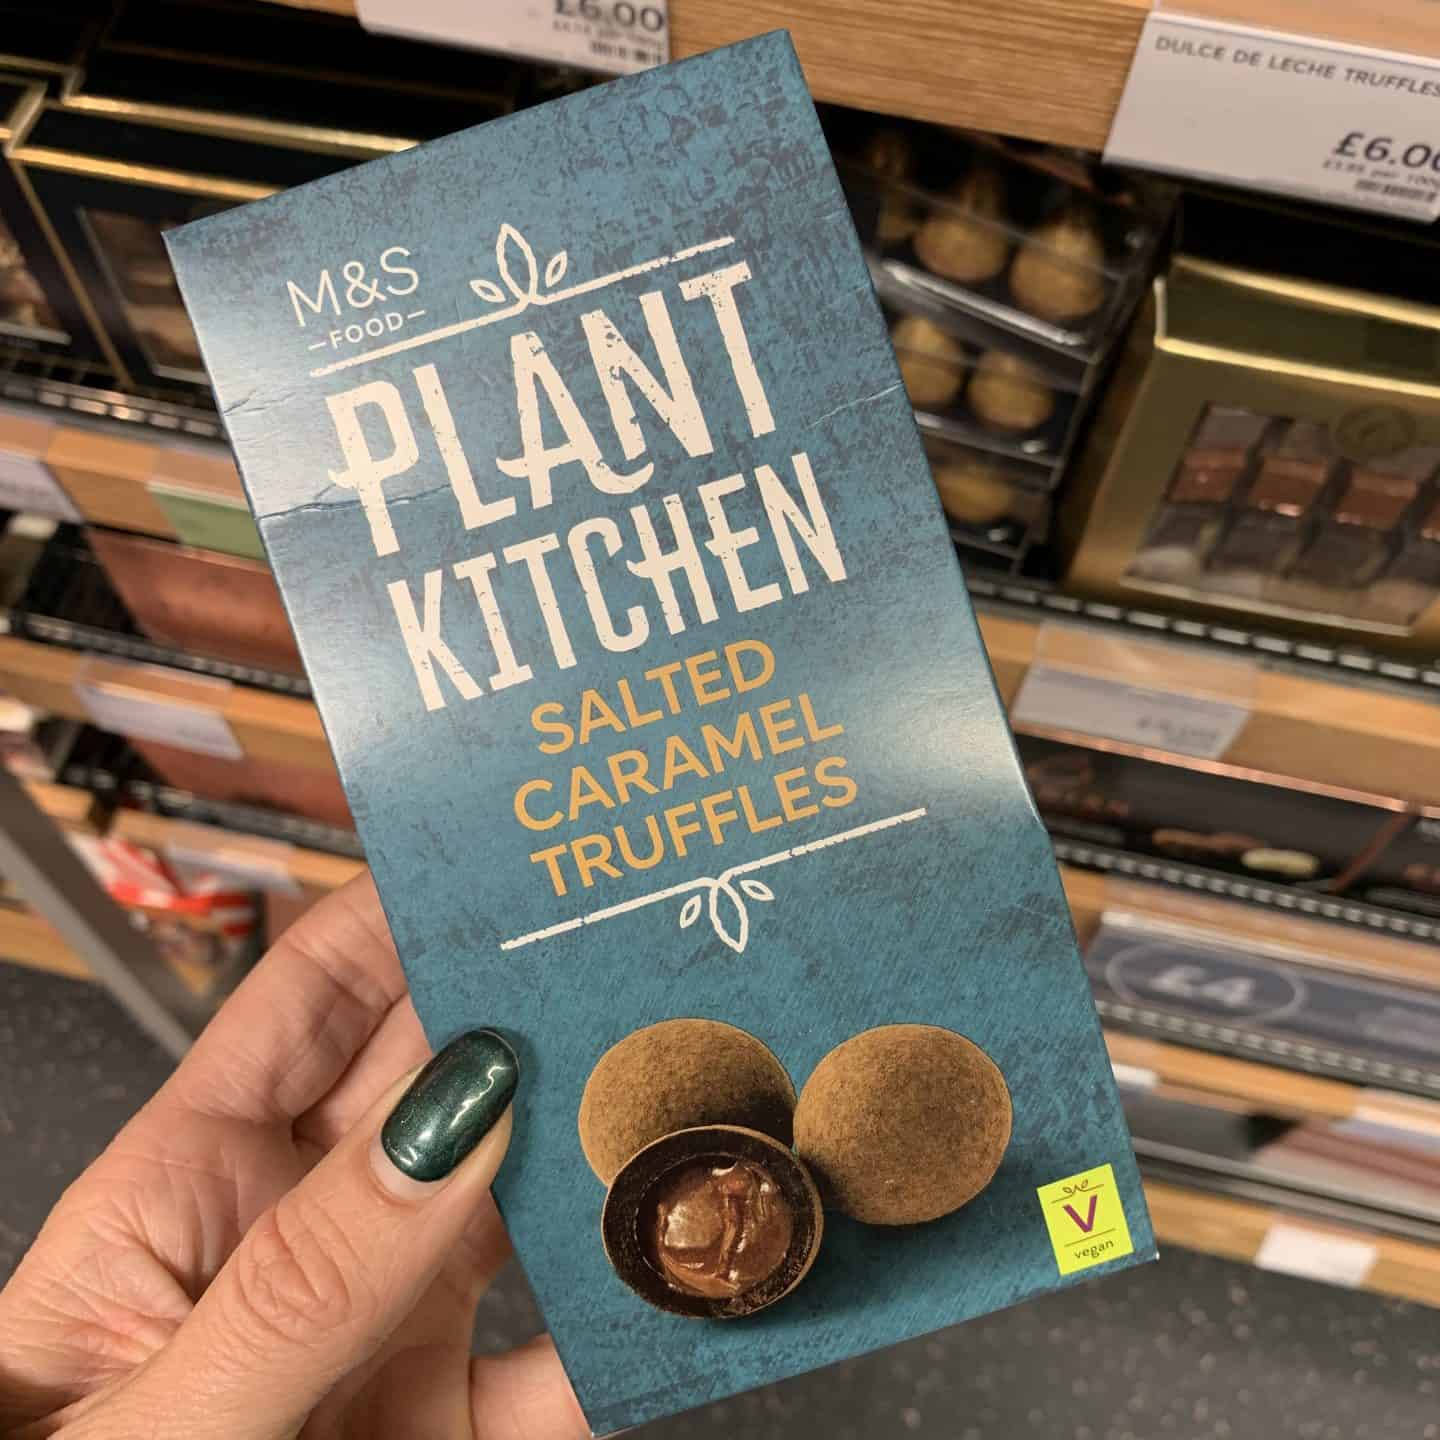 £6.00
DULCE DE LECHE TRUFFLES
£6.00
M&S
FOOD
PLANT
KITCHEN
SALTED
CARAMEL
TRUFFLES
£4
V
vegan